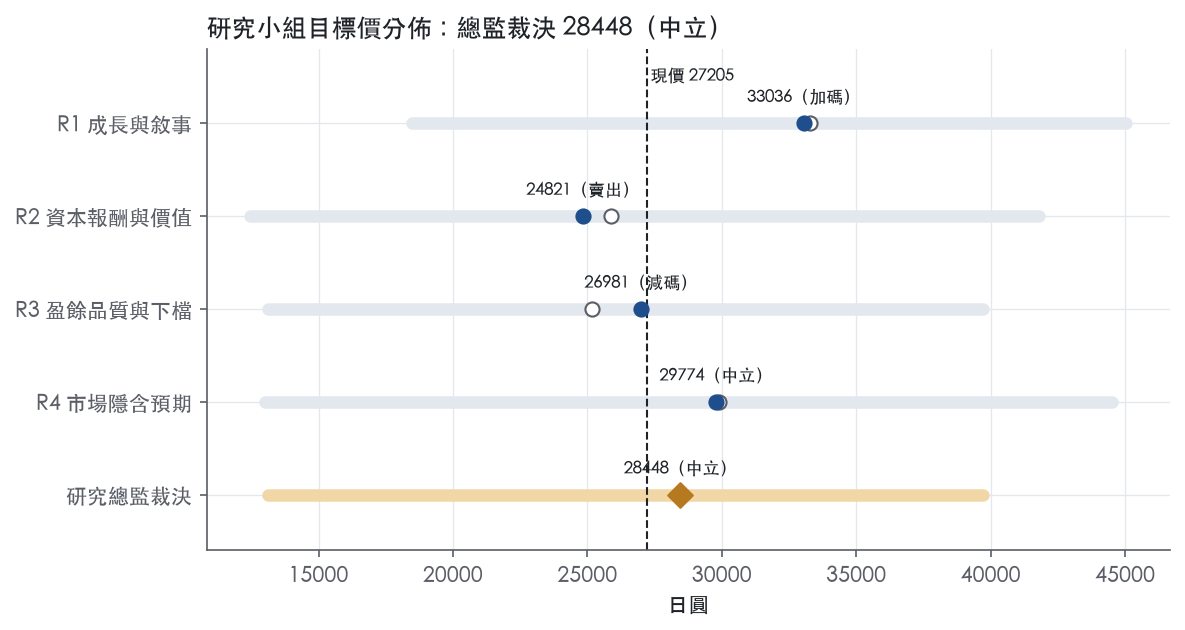 研究小組目標價分佈：總監裁決 28448（中立）
現價 27205
33036（加碼）
R1 成長與敘事
24821（賣出）
R2 資本報酬與價值
26981（減碼）
R3 盈餘品質與下檔
29774（中立）
R4 市場隱含預期
28448（中立）
研究總監裁決
15000 20000 25000 30000 35000 40000 45000
日圓